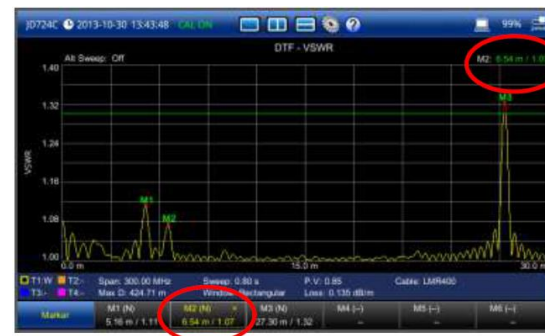 JD724C 2013-10-30 13:43:48 CAL ON 99%
DTF - VSWR
Alt Sweep: Off
M2: 6.54 m / 1.07
1.40
1.32
1.24
1.16
1.08
1.00
VSWR
M1
M2
M3
0.0 m 15.0 m 30.0 m
T1:W T2:- Span: 300.00 MHz Sweep: 0.80 s P.V: 0.85 Cable: LMR400
T3:- T4:- Max D: 424.71 m Window: Rectangular Loss: 0.135 dB/m
Marker
M1 (N) M2 (N) M3 (N) M4 (--) M5 (--) M6 (--)
5.16 m / 1.11 6.54 m / 1.07 27.30 m / 1.32 -- -- --